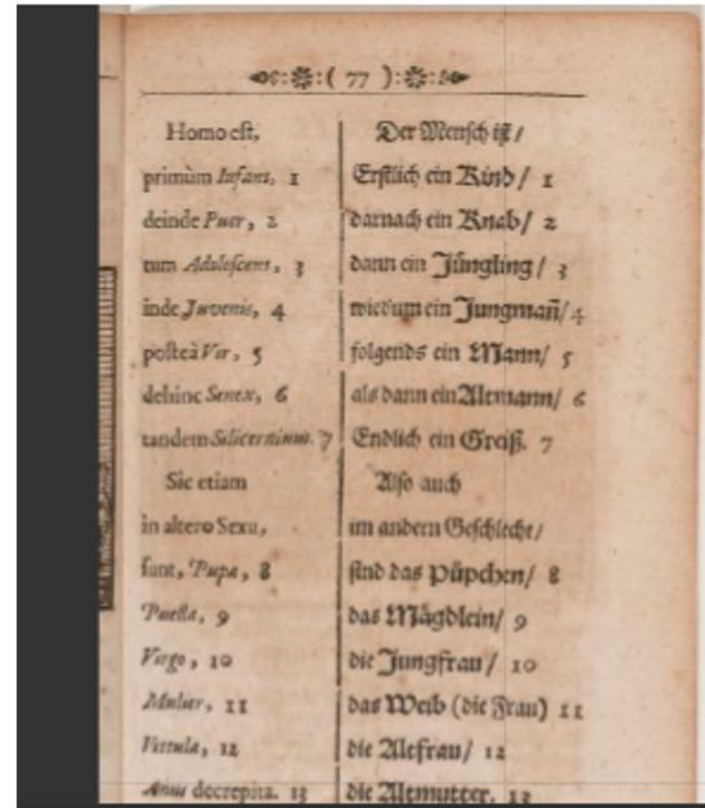 ( 77 )
Homo est,
primùm Infans, 1
deinde Puer, 2
tum Adolescens, 3
inde Juvenis, 4
posteà Vir, 5
dehinc Senex, 6
tandem Silicernium. 7
Sic etiam
in altero Sexu,
sunt, Pupa, 8
Puella, 9
Virgo, 10
Mulier, 11
Vetula, 12
Anus decrepita. 13
Der Mensch ist /
Erstlich ein Kind / 1
darnach ein Knab / 2
dann ein Jüngling / 3
widum ein Jungmañ / 4
folgends ein Mann / 5
als dann ein Altmann / 6
Endlich ein Greiß. 7
Also auch
im andern Geschlecht /
sind das Püpchen / 8
das Mägdlein / 9
die Jungfrau / 10
das Weib (die Frau) 11
die Altfrau / 12
die Altmutter. 13